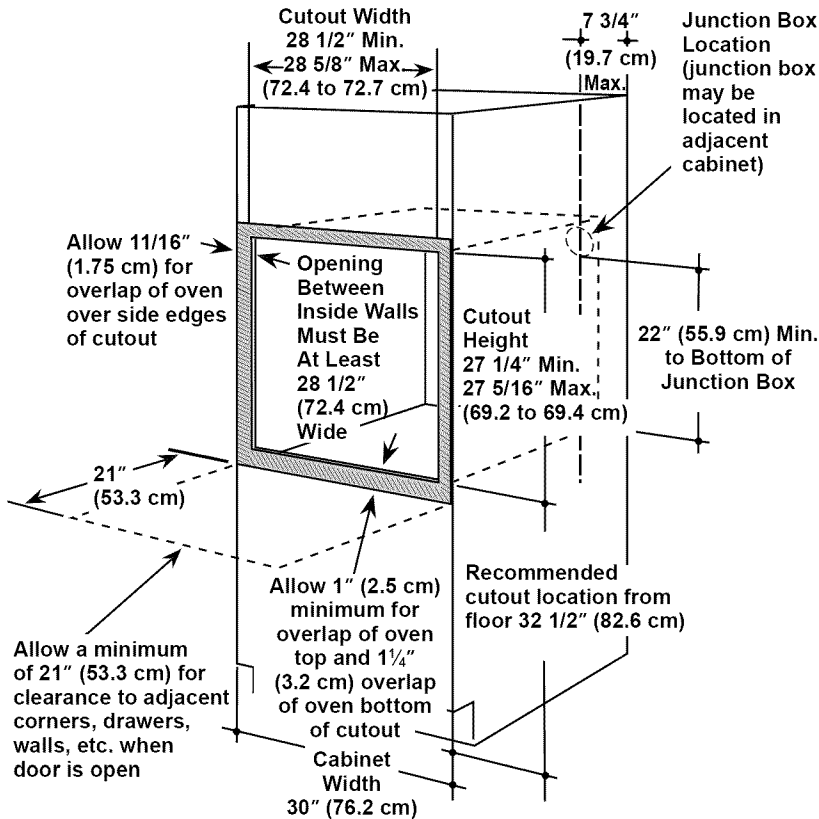 Cutout Width
28 1/2" Min.
28 5/8" Max.
(72.4 to 72.7 cm)
7 3/4"
(19.7 cm)
Max.
Junction Box
Location
(junction box
may be
located in
adjacent
cabinet)
Allow 11/16"
(1.75 cm) for
overlap of oven
over side edges
of cutout
Opening
Between
Inside Walls
Must Be
At Least
28 1/2"
(72.4 cm)
Wide
Cutout
Height
27 1/4" Min.
27 5/16" Max.
(69.2 to 69.4 cm)
22" (55.9 cm) Min.
to Bottom of
Junction Box
21"
(53.3 cm)
Allow 1" (2.5 cm)
minimum for
overlap of oven
top and 1¼"
(3.2 cm) overlap
of oven bottom
of cutout
Recommended
cutout location from
floor 32 1/2" (82.6 cm)
Allow a minimum
of 21" (53.3 cm) for
clearance to adjacent
corners, drawers,
walls, etc. when
door is open
Cabinet
Width
30" (76.2 cm)